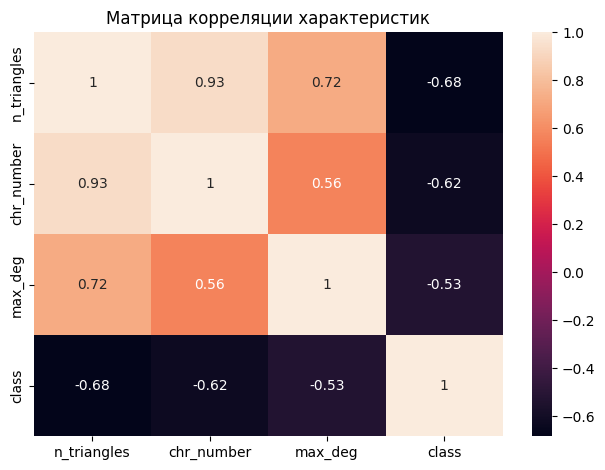 Матрица корреляции характеристик
n_triangles
1
0.93
0.72
-0.68
chr_number
0.93
1
0.56
-0.62
max_deg
0.72
0.56
1
-0.53
class
-0.68
-0.62
-0.53
1
n_triangles
chr_number
max_deg
class
1.0
0.8
0.6
0.4
0.2
0.0
−0.2
−0.4
−0.6